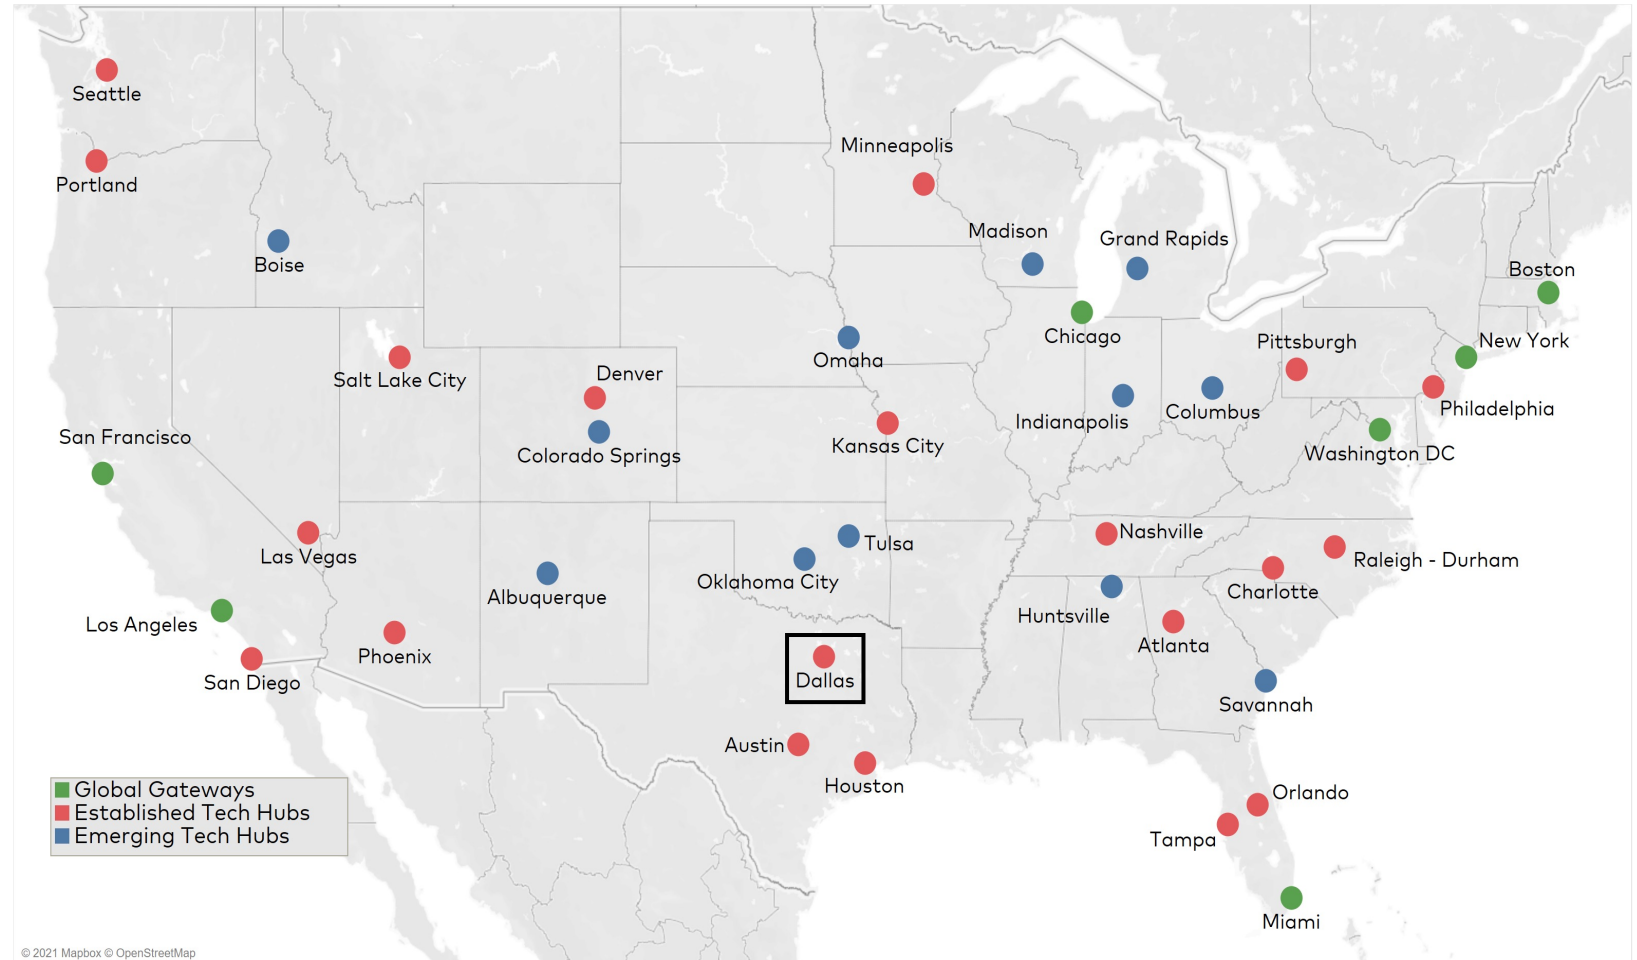 Seattle
Portland
Minneapolis
Madison
Grand Rapids
Boise
Boston
Chicago
New York
Pittsburgh
Omaha
Salt Lake City
Denver
Philadelphia
Columbus
Indianapolis
San Francisco
Kansas City
Washington DC
Colorado Springs
Nashville
Tulsa
Las Vegas
Raleigh - Durham
Oklahoma City
Charlotte
Albuquerque
Huntsville
Los Angeles
Atlanta
Phoenix
Dallas
San Diego
Savannah
Austin
Houston
Global Gateways
Established Tech Hubs
Emerging Tech Hubs
Orlando
Tampa
Miami
© 2021 Mapbox © OpenStreetMap